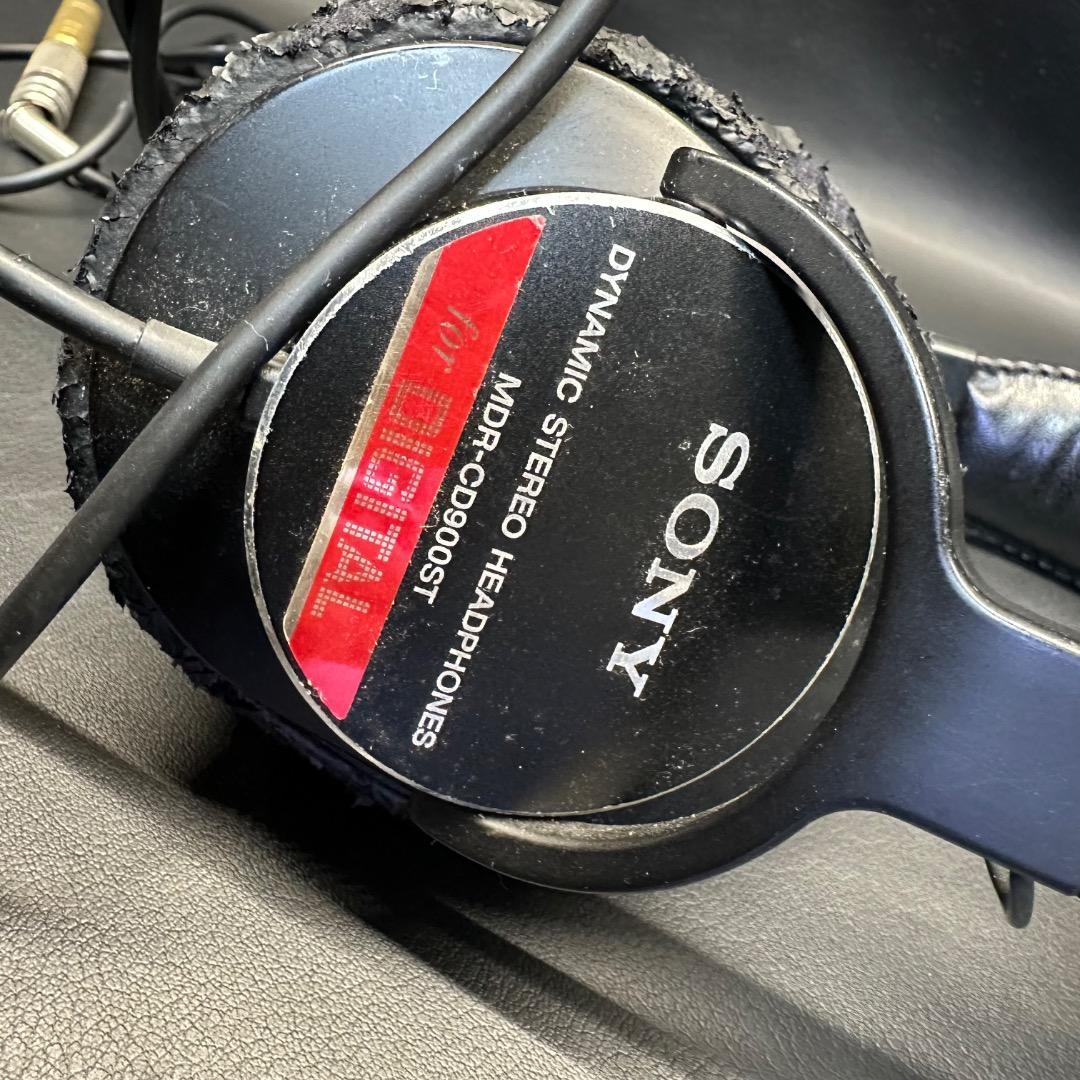 SONY
DYNAMIC STEREO HEADPHONES
MDR-CD900ST
for DIGITAL